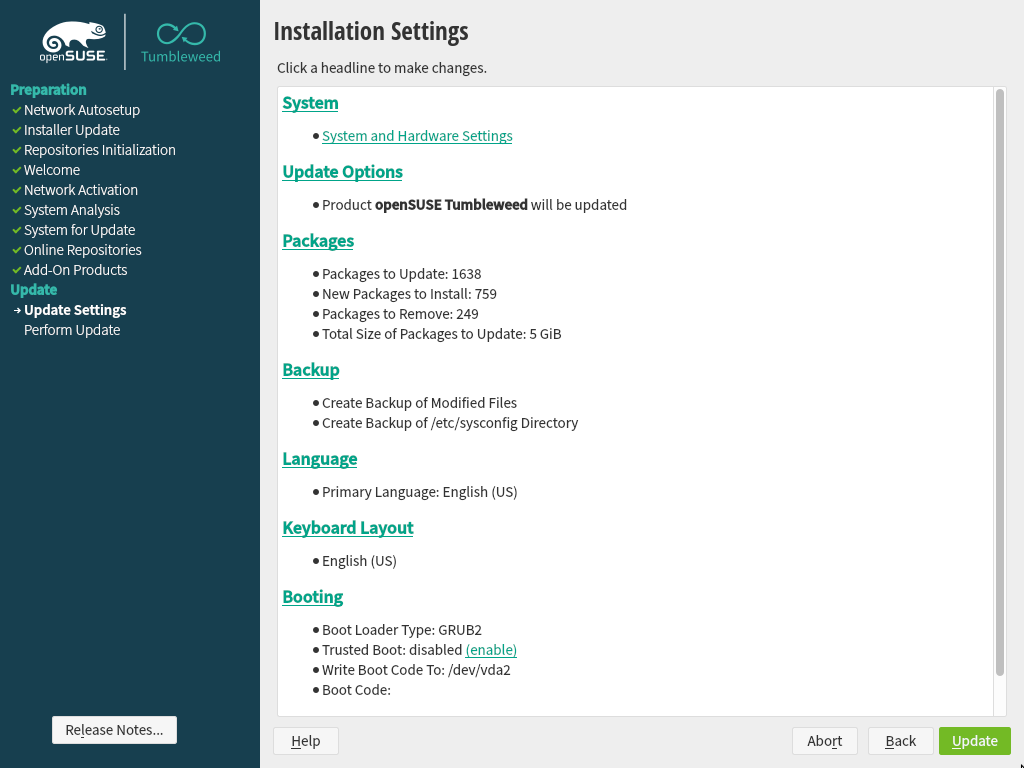 openSUSE
Tumbleweed
Preparation
Network Autosetup
Installer Update
Repositories Initialization
Welcome
Network Activation
System Analysis
System for Update
Online Repositories
Add-On Products
Update
Update Settings
Perform Update
Release Notes...
Installation Settings
Click a headline to make changes.
System
System and Hardware Settings
Update Options
Product openSUSE Tumbleweed will be updated
Packages
Packages to Update: 1638
New Packages to Install: 759
Packages to Remove: 249
Total Size of Packages to Update: 5 GiB
Backup
Create Backup of Modified Files
Create Backup of /etc/sysconfig Directory
Language
Primary Language: English (US)
Keyboard Layout
English (US)
Booting
Boot Loader Type: GRUB2
Trusted Boot: disabled (enable)
Write Boot Code To: /dev/vda2
Boot Code:
Help
Abort
Back
Update